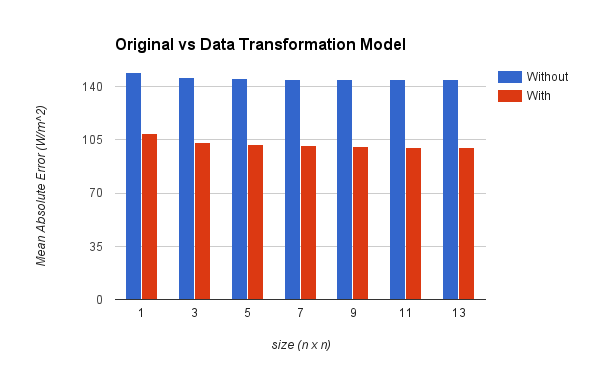 Original vs Data Transformation Model
Without
With
140
105
70
35
0
Mean Absolute Error (W/m^2)
1 3 5 7 9 11 13
size (n x n)